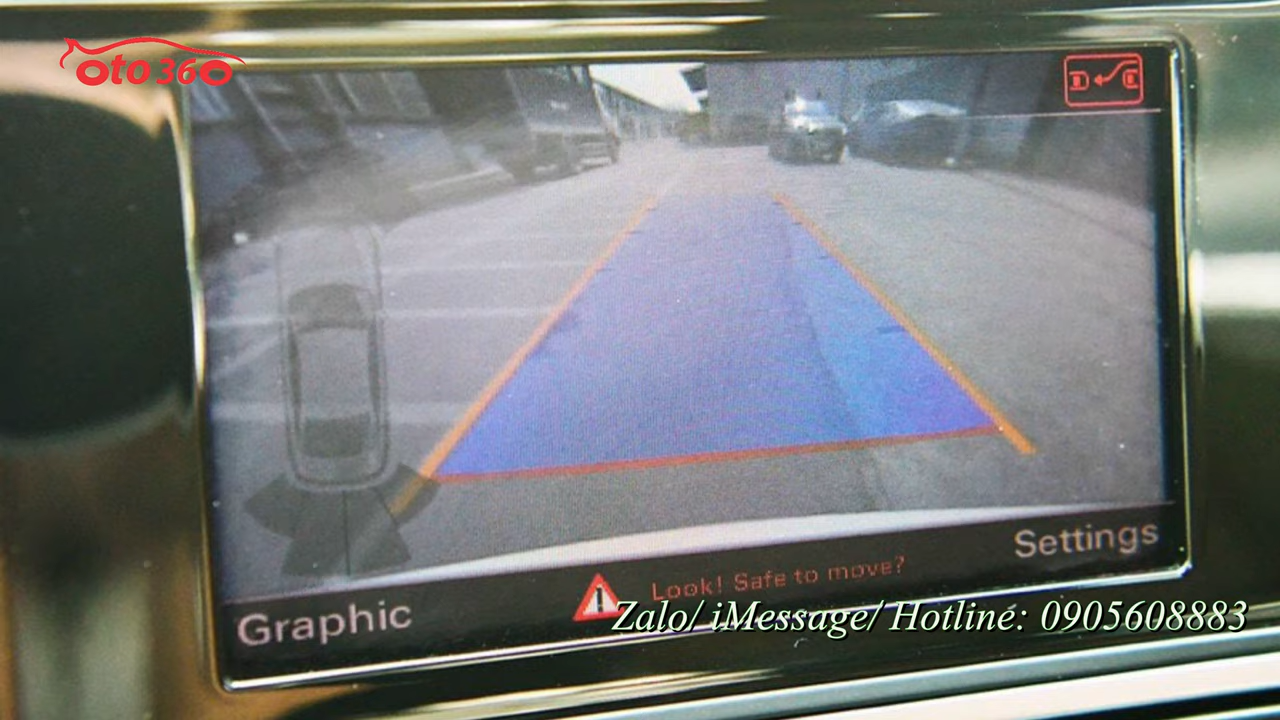 oto360
Look! Safe to move?
Settings
Graphic
Zalo/ iMessage/ Hotline: 0905608883